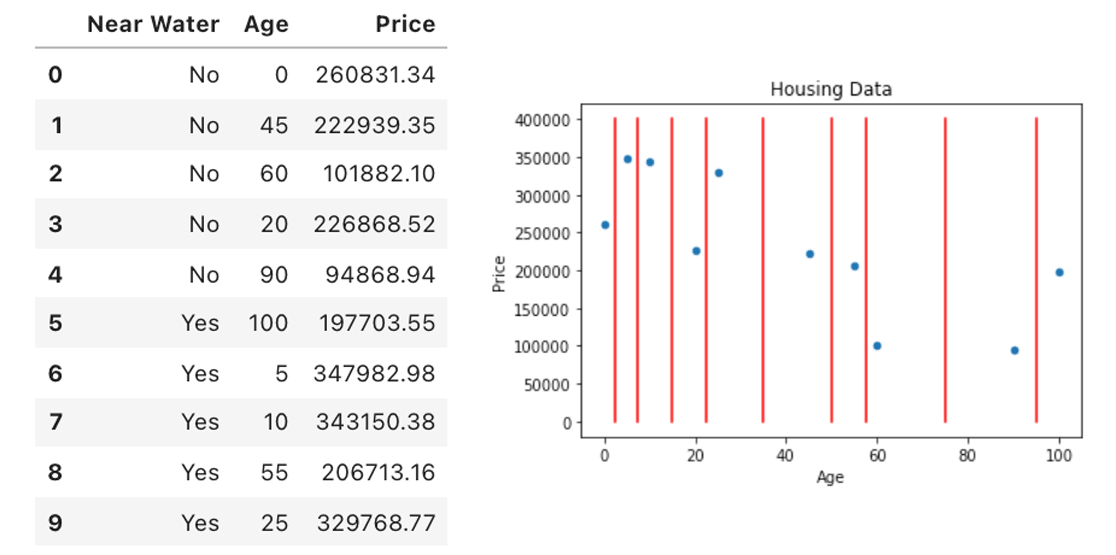 Near Water Age Price
0 No 0 260831.34
1 No 45 222939.35
2 No 60 101882.10
3 No 20 226868.52
4 No 90 94868.94
5 Yes 100 197703.55
6 Yes 5 347982.98
7 Yes 10 343150.38
8 Yes 55 206713.16
9 Yes 25 329768.77
Housing Data
400000
350000
300000
250000
200000
150000
100000
50000
0
Price
0 20 40 60 80 100
Age